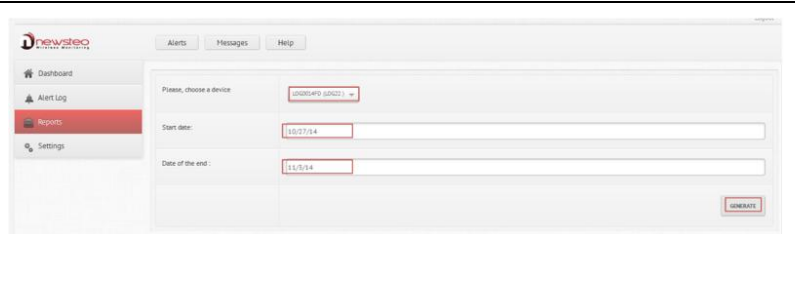 newsteo
Wireless Monitoring
Alerts Messages Help
Dashboard
Alert Log
Reports
Settings
Please, choose a device
Start date:
10/27/14
Date of the end :
11/3/14
GENERATE